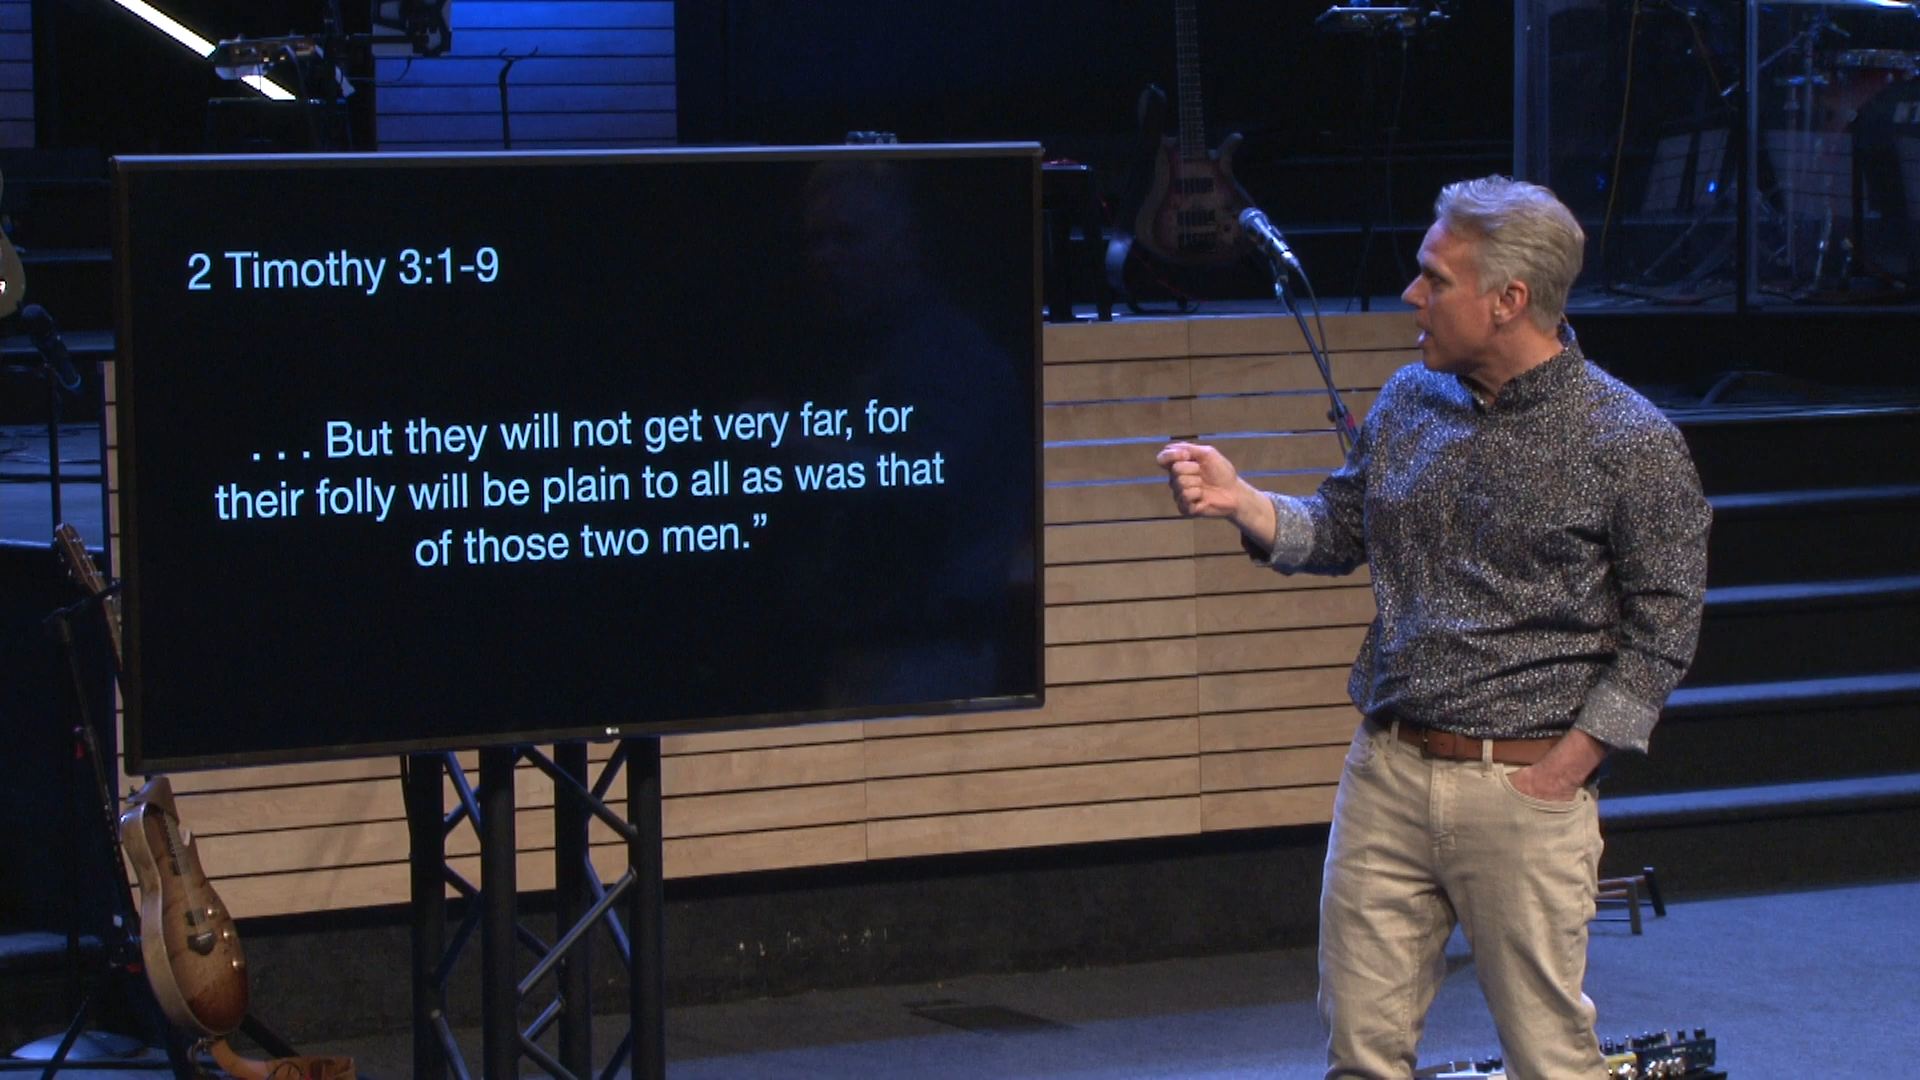 2 Timothy 3:1-9
. . . But they will not get very far, for
their folly will be plain to all as was that
of those two men.”